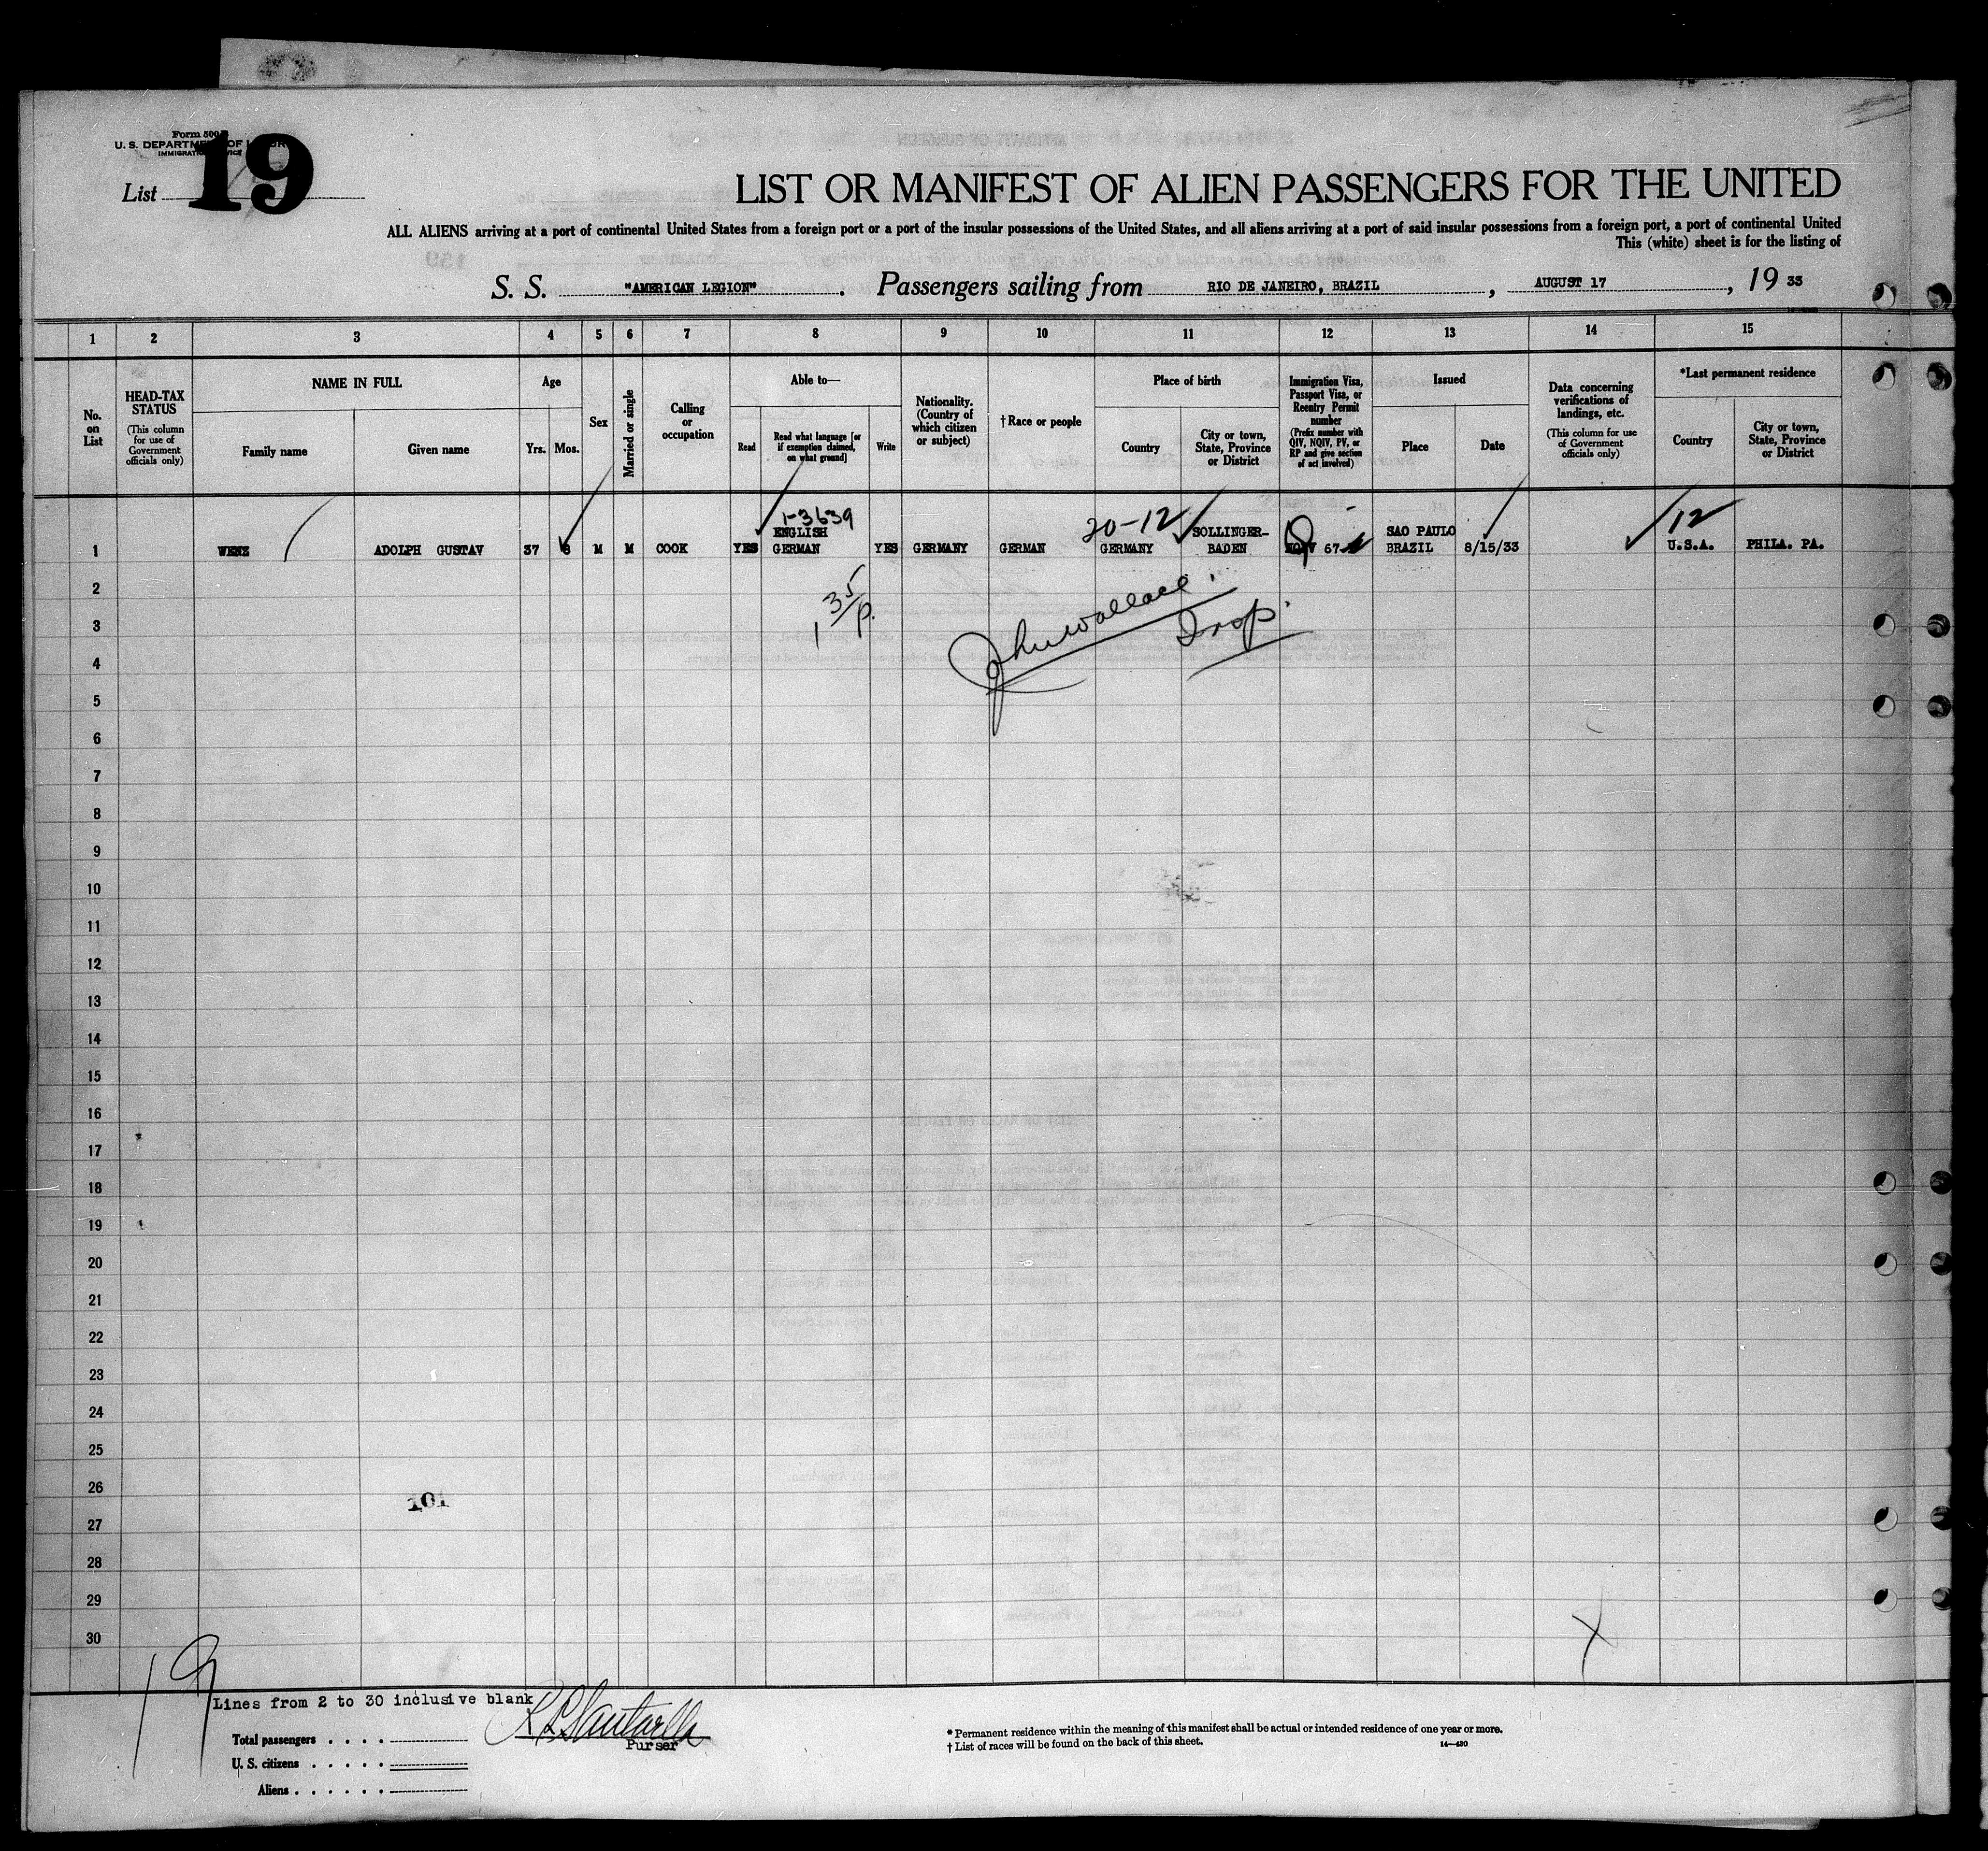 Form 500
U. S. DEPARTMENT OF LABOR
IMMIGRATION SERVICE
List 19
LIST OR MANIFEST OF ALIEN PASSENGERS FOR THE UNITED
ALL ALIENS arriving at a port of continental United States from a foreign port or a port of the insular possessions of the United States, and all aliens arriving at a port of said insular possessions from a foreign port, a port of continental United
This (white) sheet is for the listing of
S. S. "AMERICAN LEGION" . Passengers sailing from RIO DE JANEIRO, BRAZIL , AUGUST 17 , 19 33
1 2 3 4 5 6 7 8 9 10 11 12 13 14 15
No. on List
HEAD-TAX STATUS
(This column for use of Government officials only)
NAME IN FULL
Family name
Given name
Age
Yrs.
Mos.
Sex
Married or single
Calling or occupation
Able to—
Read
Read what language [or if exemption claimed, on what ground]
Write
Nationality. (Country of which citizen or subject)
† Race or people
Place of birth
Country
City or town, State, Province or District
Immigration Visa, Passport Visa, or Reentry Permit number
(Prefix number with QIV, NQIV, PV, or RP and give section of act involved)
Issued
Place
Date
Data concerning verifications of landings, etc.
(This column for use of Government officials only)
*Last permanent residence
Country
City or town, State, Province or District
1-3639
20-12
12
ENGLISH SOLLINGER- SAO PAULO
1 WENZ ADOLPH GUSTAV 37 8 M M COOK YES GERMAN YES GERMANY GERMAN GERMANY BADEN 67 BRAZIL 8/15/33 U.S.A. PHILA. PA.
2
3
4
5
6
7
8
9
10
11
12
13
14
15
16
17
18
19
20
21
22
23
24
25
26
27
28
29
30
John Wallace
Insp.
101
19
Lines from 2 to 30 inclusive blank
Purser
Total passengers . . . .
U. S. citizens . . . . .
Aliens . . . . . .
* Permanent residence within the meaning of this manifest shall be actual or intended residence of one year or more.
† List of races will be found on the back of this sheet.
14—430